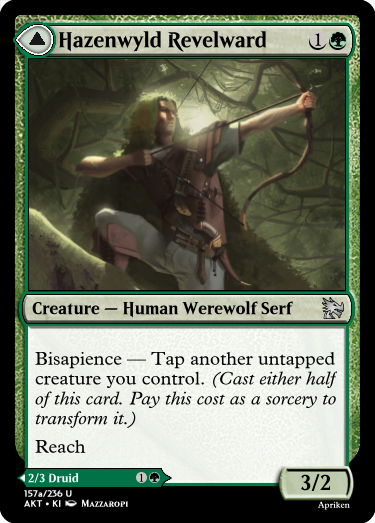 Hazenwyld Revelward 1
Creature — Human Werewolf Serf
Bisapience — Tap another untapped
creature you control. (Cast either half
of this card. Pay this cost as a sorcery to
transform it.)
Reach
2/3 Druid 1
3/2
157a/236 U
AKT • KI Mazzaropi
Apriken